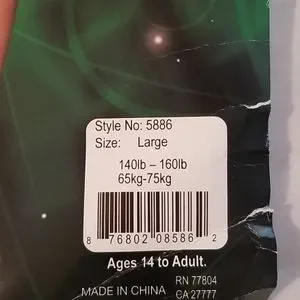 Style No: 5886
Size: Large
140lb – 160lb
65kg-75kg
8 76802 08586 2
Ages 14 to Adult.
RN 77804
MADE IN CHINA CA 27777